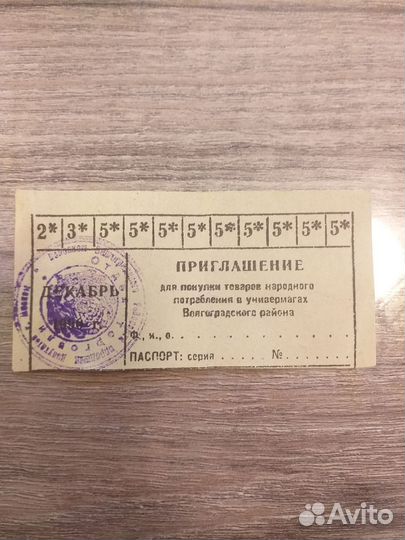 2* 3* 5* 5* 5* 5* 5* 5* 5* 5*
ПРИГЛАШЕНИЕ
для покупки товаров народного
потребления в универмагах
Волгоградского района
Ф., и., о.
ПАСПОРТ: серия №
ДЕКАБРЬ
Avito